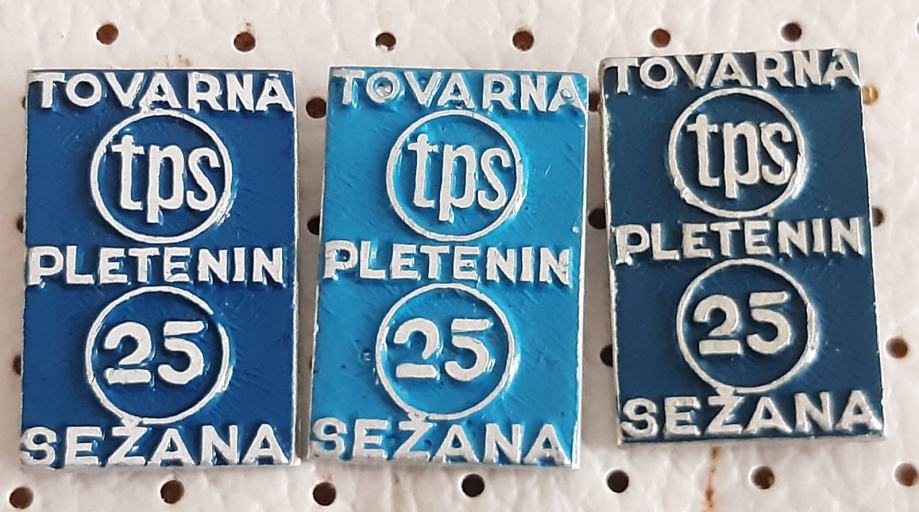 TOVARNA
tps
PLETENIN
25
SEŽANA
TOVARNA
tps
PLETENIN
25
SEŽANA
TOVARNA
tps
PLETENIN
25
SEŽANA